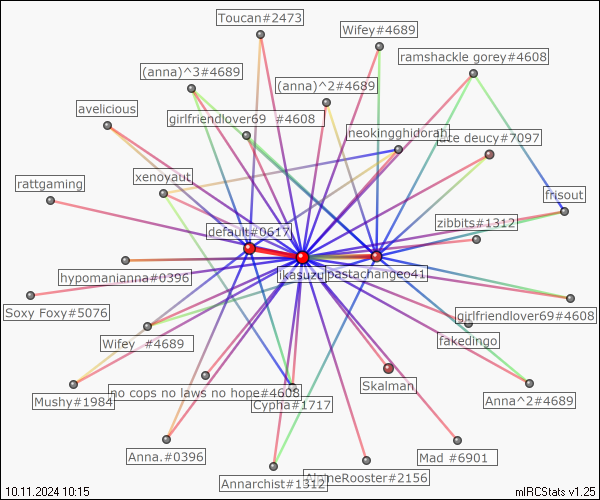 Toucan#2473
Wifey#4689
ramshackle gorey#4608
(anna)^3#4689
(anna)^2#4689
avelicious
girlfriendlover69 #4608
neokingghidorah
deucy#7097
rattgaming
xenoyaut
frisout
zibbits#1312
default#0617
hypomanianna#0396
likasuzu
pastachangeo41
Soxy Foxy#5076
girlfriendlover69#4608
Wifey #4689
fakedingo
Skalman
Mushy#1984
no cops no laws no hope#4608
Cypha#1717
Anna^2#4689
Anna.#0396
Mad #6901
Annarchist#1312
RainRooster#2156
10.11.2024 10:15
mIRCStats v1.25